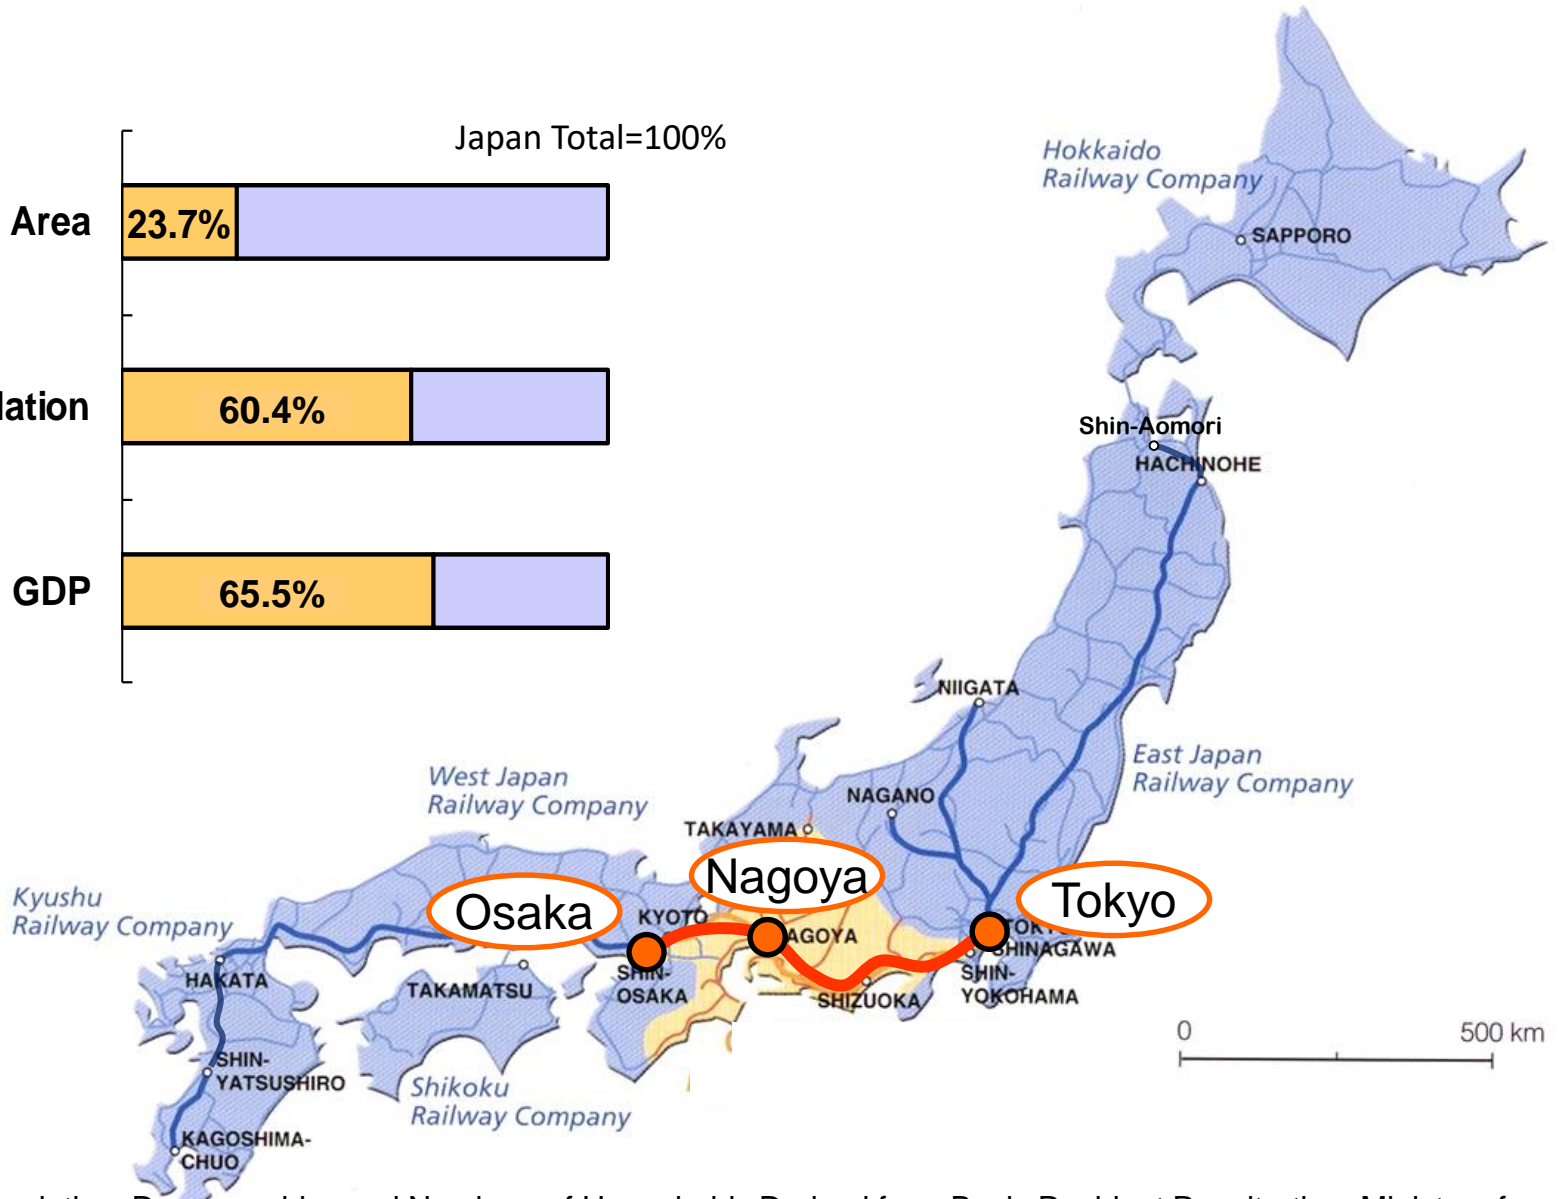 Japan Total=100%
Area
23.7%
lation
60.4%
GDP
65.5%
Hokkaido
Railway Company
SAPPORO
Shin-Aomori
HACHINOHE
NIIGATA
East Japan
Railway Company
West Japan
Railway Company
NAGANO
TAKAYAMA
Nagoya
Tokyo
Osaka
Kyushu
Railway Company
KYOTO
AGOYA
TOKY
SHINAGAWA
SHIN-
YOKOHAMA
SHIN-
OSAKA
SHIZUOKA
HAKATA
TAKAMATSU
0 500 km
SHIN-
YATSUSHIRO
Shikoku
Railway Company
KAGOSHIMA-
CHUO